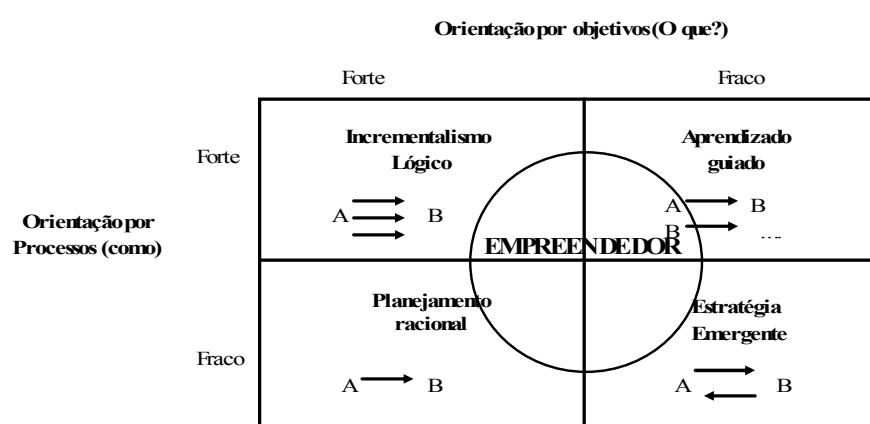 Orientação por objetivos (O que?)
Forte Fraco
Forte
Incrementalismo
Lógico
Aprendizado
guiado
A B
A B
B ....
Orientação por
Processos (como)
EMPREENDEDOR
Planejamento
racional
Estratégia
Emergente
Fraco
A B
A B